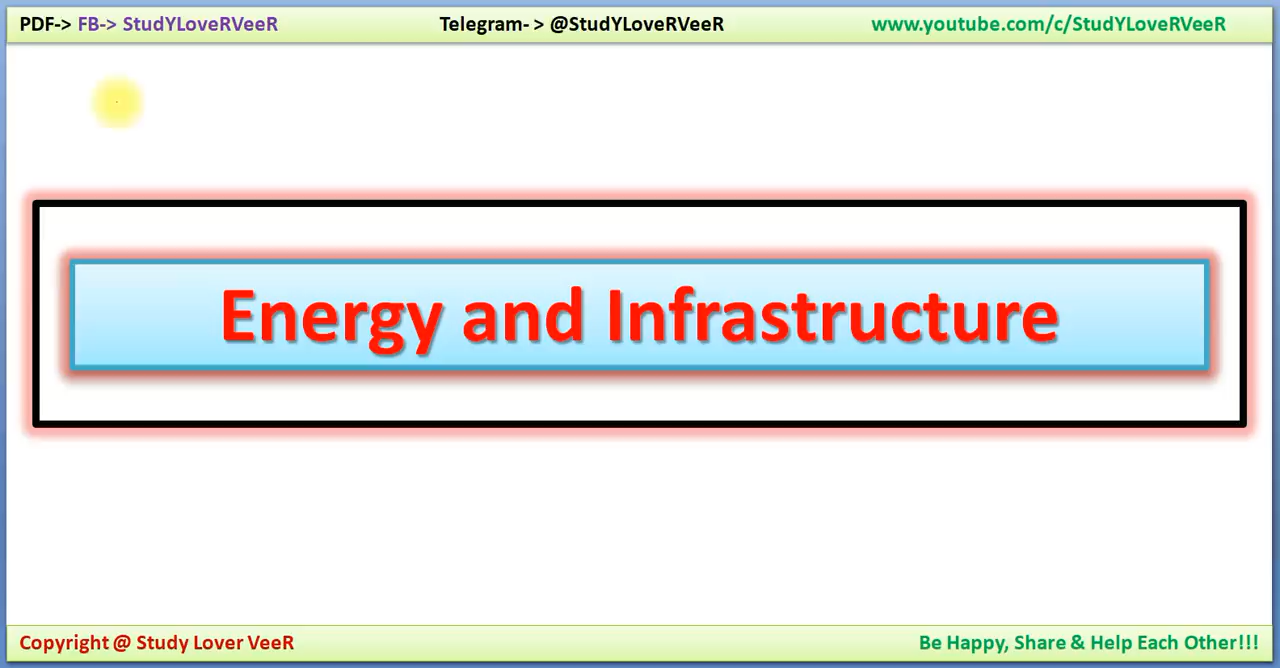 PDF-> FB-> StudYLoveRVeeR Telegram- > @StudYLoveRVeeR www.youtube.com/c/StudYLoveRVeeR
Energy and Infrastructure
Copyright @ Study Lover VeeR Be Happy, Share & Help Each Other!!!